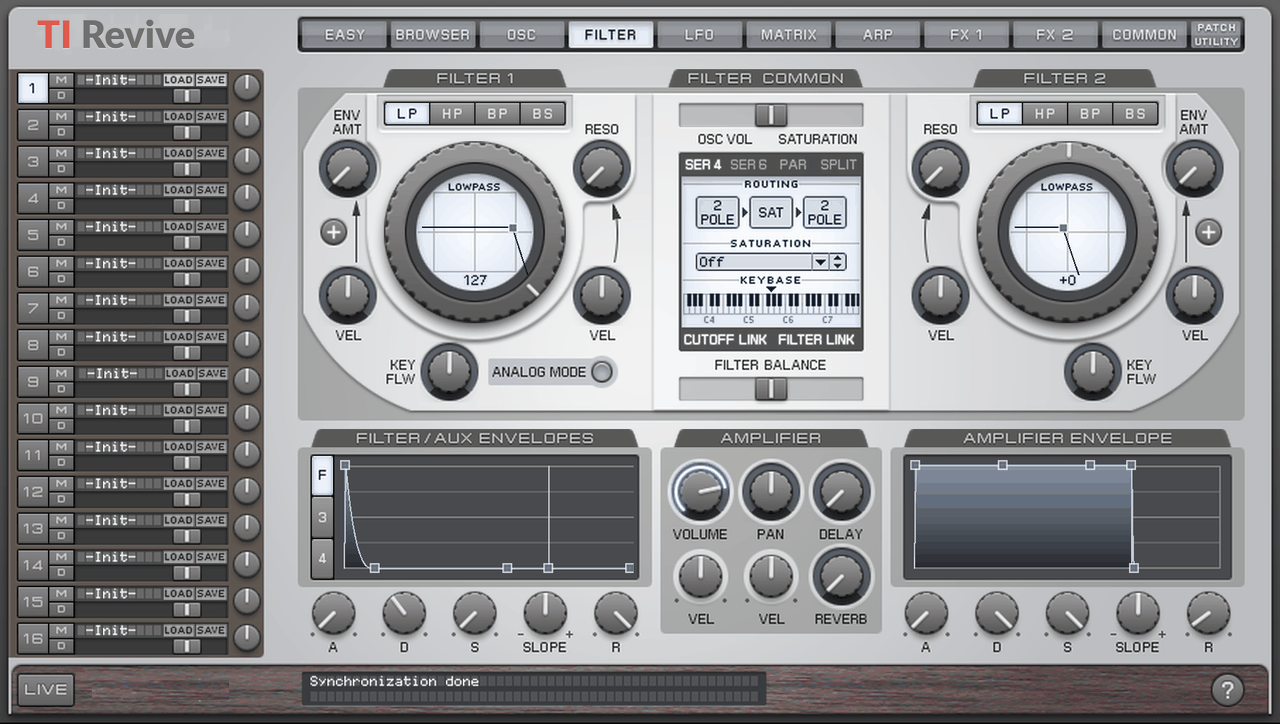 TI Revive
EASY BROWSER OSC FILTER LFO MATRIX ARP FX 1 FX 2 COMMON PATCH UTILITY
1 M D -Init- LOAD SAVE
2 M D -Init- LOAD SAVE
3 M D -Init- LOAD SAVE
4 M D -Init- LOAD SAVE
5 M D -Init- LOAD SAVE
6 M D -Init- LOAD SAVE
7 M D -Init- LOAD SAVE
8 M D -Init- LOAD SAVE
9 M D -Init- LOAD SAVE
10 M D -Init- LOAD SAVE
11 M D -Init- LOAD SAVE
12 M D -Init- LOAD SAVE
13 M D -Init- LOAD SAVE
14 M D -Init- LOAD SAVE
15 M D -Init- LOAD SAVE
16 M D -Init- LOAD SAVE
FILTER 1
LP HP BP BS
ENV
AMT
RESO
LOWPASS
127
+
VEL
VEL
KEY
FLW
ANALOG MODE
FILTER COMMON
OSC VOL SATURATION
SER 4 SER 6 PAR SPLIT
ROUTING
2 POLE SAT 2 POLE
SATURATION
Off
KEYBASE
C4 C5 C6 C7
CUTOFF LINK FILTER LINK
FILTER BALANCE
FILTER 2
LP HP BP BS
RESO
ENV
AMT
LOWPASS
+0
+
VEL
VEL
KEY
FLW
FILTER/AUX ENVELOPES
F
3
4
A D S - SLOPE + R
AMPLIFIER
VOLUME PAN DELAY
VEL VEL REVERB
AMPLIFIER ENVELOPE
A D S - SLOPE + R
LIVE
Synchronization done
?